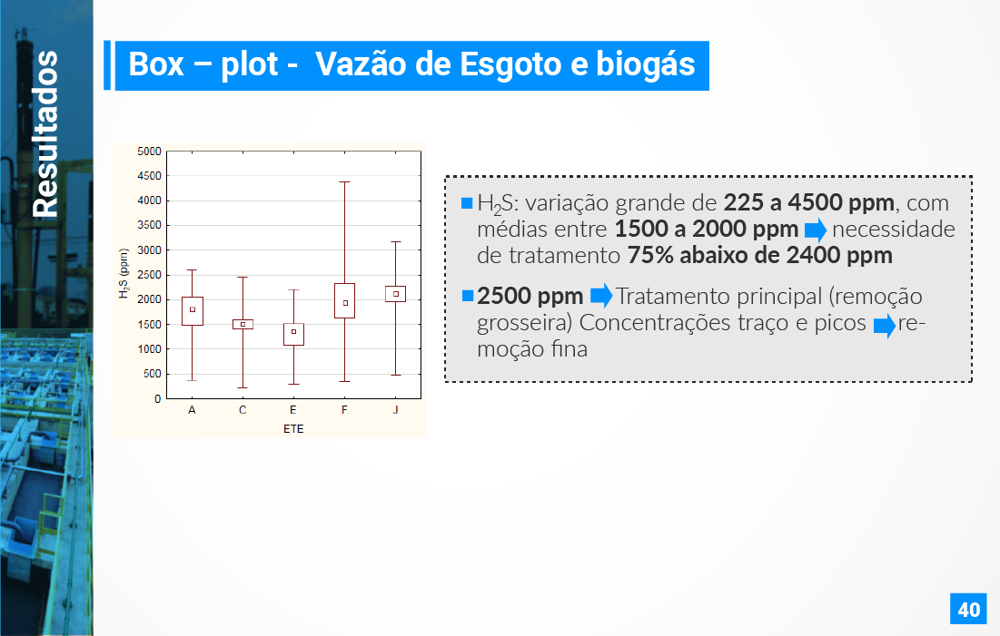 Resultados
Box – plot - Vazão de Esgoto e biogás
5000
4500
4000
3500
3000
2500
2000
1500
1000
500
0
H₂S (ppm)
A C E F J
ETE
H₂S: variação grande de 225 a 4500 ppm, com
médias entre 1500 a 2000 ppm necessidade
de tratamento 75% abaixo de 2400 ppm
2500 ppm Tratamento principal (remoção
grosseira) Concentrações traço e picos re-
moção fina
40